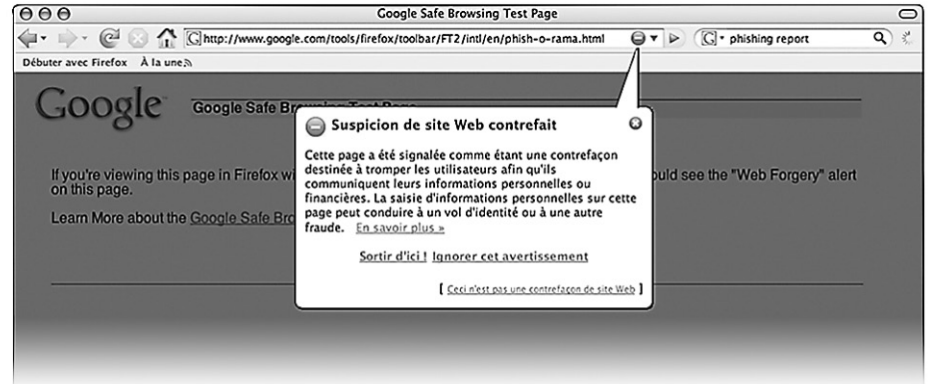 Google Safe Browsing Test Page
http://www.google.com/tools/firefox/toolbar/FT2/intl/en/phish-o-rama.html
G phishing report
Débuter avec Firefox À la une
Google Google Safe Browsing Test Page
Suspicion de site Web contrefait
Cette page a été signalée comme étant une contrefaçon
destinée à tromper les utilisateurs afin qu'ils
communiquent leurs informations personnelles ou
financières. La saisie d'informations personnelles sur cette
page peut conduire à un vol d'identité ou à une autre
fraude. En savoir plus »
Sortir d'ici ! Ignorer cet avertissement
[ Ceci n'est pas une contrefaçon de site Web ]
If you're viewing this page in Firefox wi ould see the "Web Forgery" alert
on this page.
Learn More about the Google Safe Bro